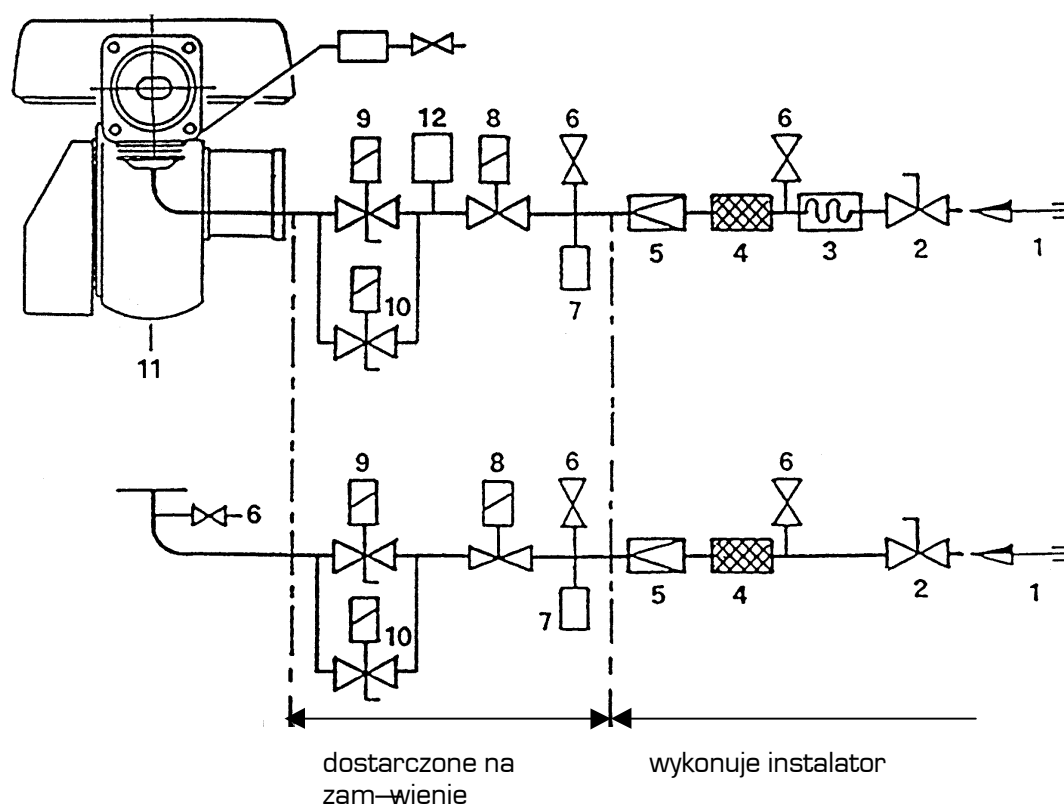 9 12 8 6 6
10 7 5 4 3 2 1
11
9 8 6 6
6
10 7 5 4 2 1
dostarczone na
zam—wienie
wykonuje instalator